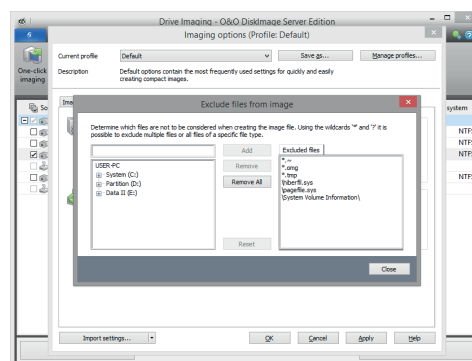 Drive Imaging - O&O DiskImage Server Edition
Imaging options (Profile: Default)
One-click
imaging
Current profile
Default
Save as...
Manage profiles...
Description
Default options contain the most frequently used settings for quickly and easily
creating compact images.
So
Ima
system
Exclude files from image
Determine which files are not to be considered when creating the image file. Using the wildcards '*' and '?' it is
possible to exclude multiple files or all files of a specific file type.
Add
Excluded files
USER-PC
System (C:)
Partition (D:)
Data II (E:)
Remove
Remove All
Reset
*.~
*.omg
*.tmp
\hiberfil.sys
\pagefile.sys
\System Volume Information\
NTF
NTF
NTF
NTF
Close
Import settings...
OK
Cancel
Apply
Help